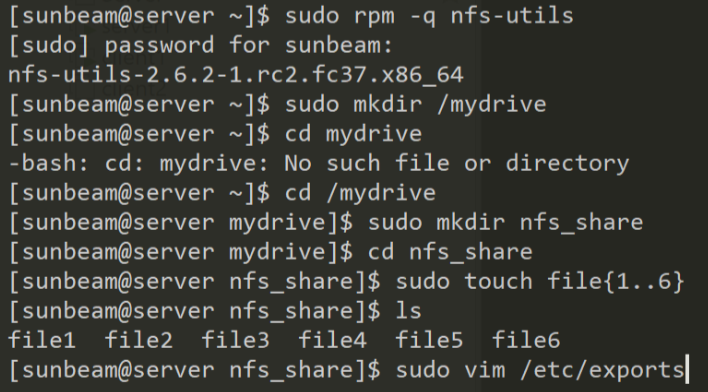 [sunbeam@server ~]$ sudo rpm -q nfs-utils
[sudo] password for sunbeam:
nfs-utils-2.6.2-1.rc2.fc37.x86_64
[sunbeam@server ~]$ sudo mkdir /mydrive
[sunbeam@server ~]$ cd mydrive
-bash: cd: mydrive: No such file or directory
[sunbeam@server ~]$ cd /mydrive
[sunbeam@server mydrive]$ sudo mkdir nfs_share
[sunbeam@server mydrive]$ cd nfs_share
[sunbeam@server nfs_share]$ sudo touch file{1..6}
[sunbeam@server nfs_share]$ ls
file1  file2  file3  file4  file5  file6
[sunbeam@server nfs_share]$ sudo vim /etc/exports